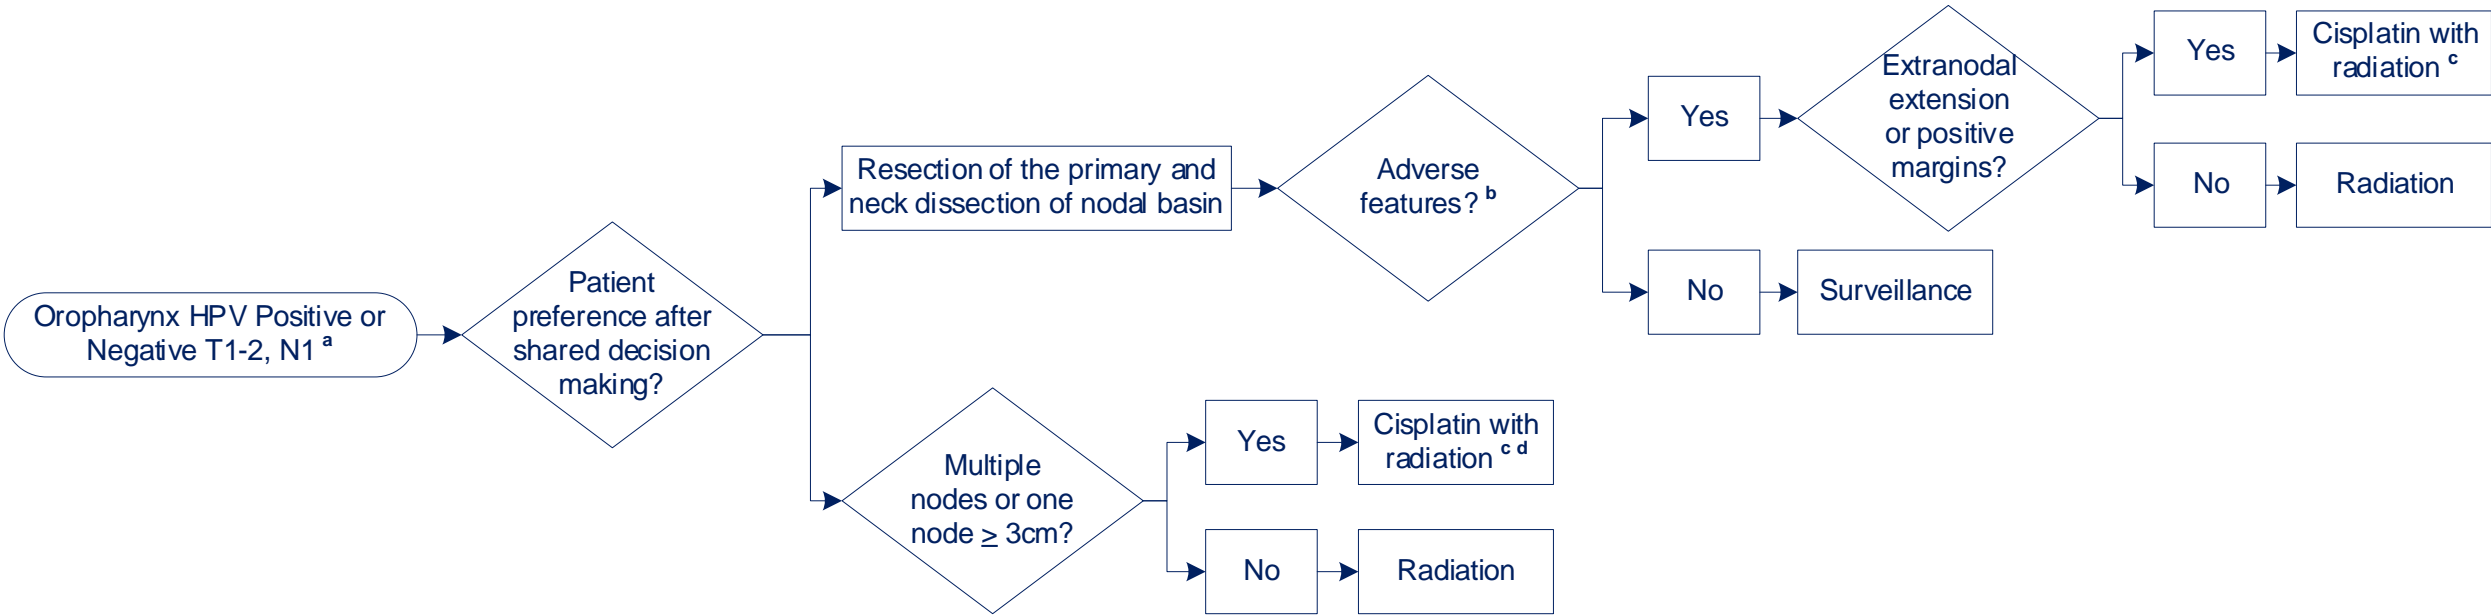 Oropharynx HPV Positive or
Negative T1-2, N1 a
Patient
preference after
shared decision
making?
Resection of the primary and
neck dissection of nodal basin
Adverse
features? b
Yes
Extranodal
extension
or positive
margins?
Yes
Cisplatin with
radiation c
No
Radiation
No
Surveillance
Multiple
nodes or one
node ≥ 3cm?
Yes
Cisplatin with
radiation c d
No
Radiation